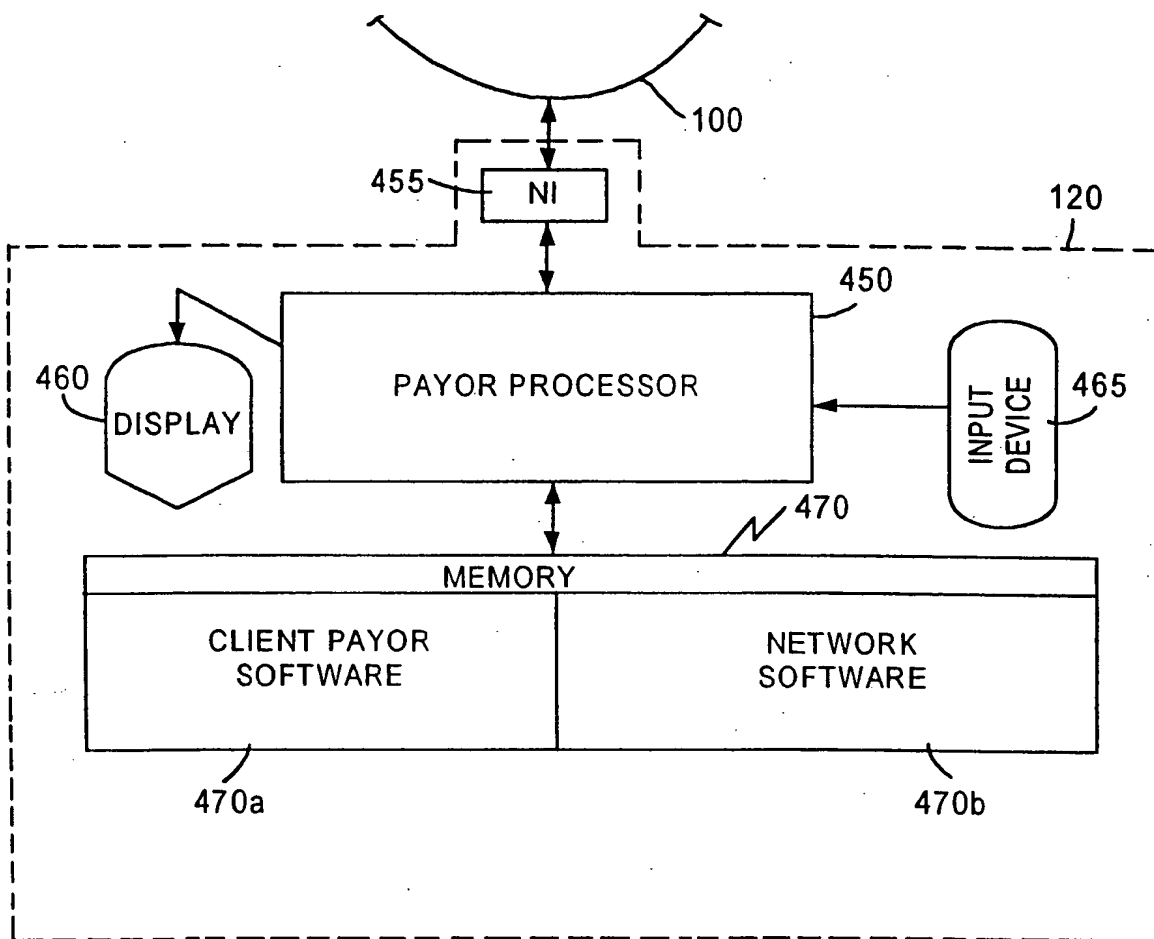 100
455
NI
120
450
460
DISPLAY
PAYOR PROCESSOR
INPUT
DEVICE
465
470
MEMORY
CLIENT PAYOR
SOFTWARE
NETWORK
SOFTWARE
470a
470b